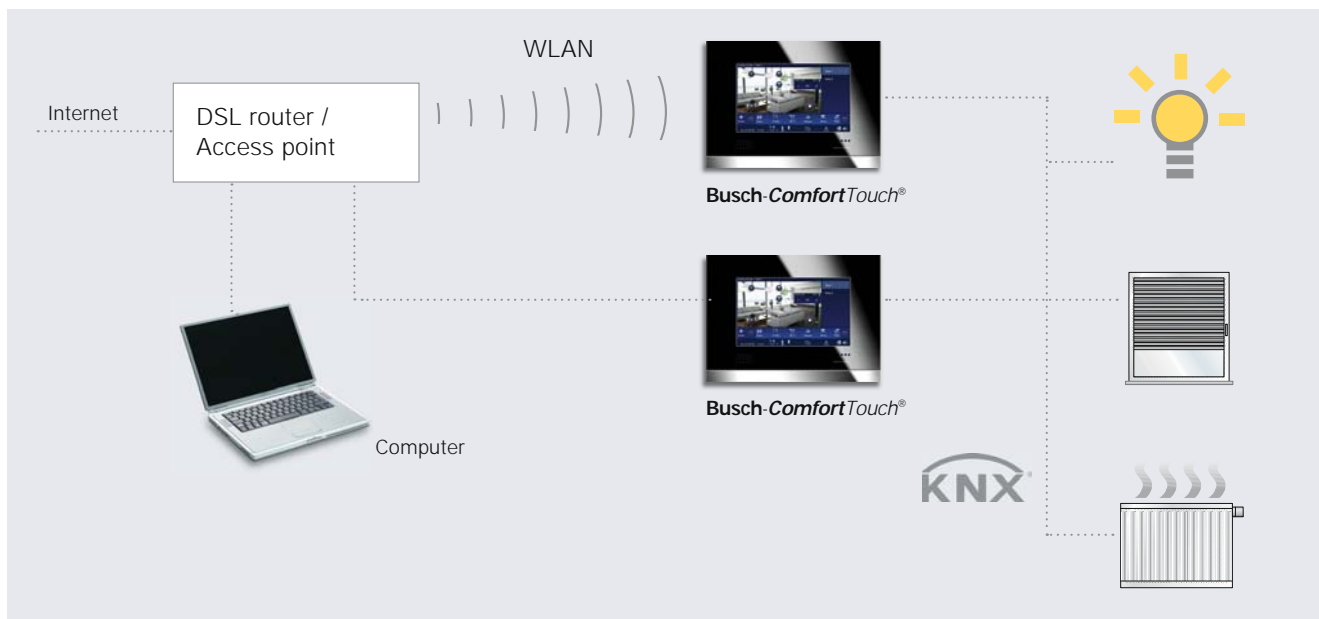 WLAN
Internet
DSL router /
Access point
Busch-ComfortTouch®
Busch-ComfortTouch®
Computer
KNX®